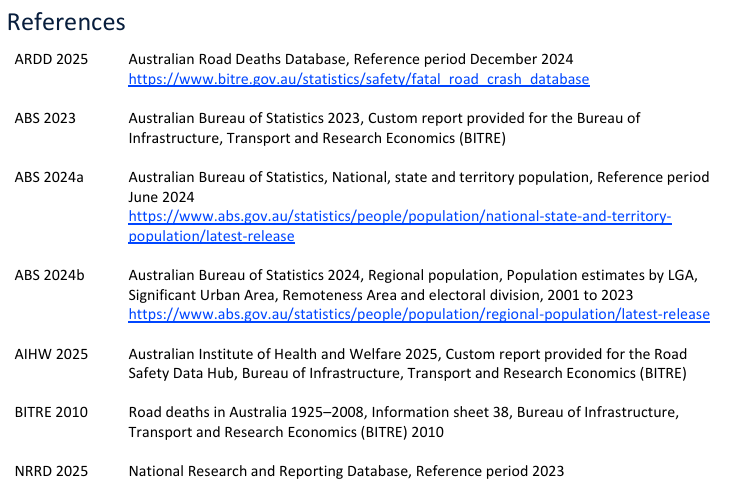 References
ARDD 2025 Australian Road Deaths Database, Reference period December 2024
https://www.bitre.gov.au/statistics/safety/fatal_road_crash_database
ABS 2023 Australian Bureau of Statistics 2023, Custom report provided for the Bureau of
Infrastructure, Transport and Research Economics (BITRE)
ABS 2024a Australian Bureau of Statistics, National, state and territory population, Reference period
June 2024
https://www.abs.gov.au/statistics/people/population/national-state-and-territory-
population/latest-release
ABS 2024b Australian Bureau of Statistics 2024, Regional population, Population estimates by LGA,
Significant Urban Area, Remoteness Area and electoral division, 2001 to 2023
https://www.abs.gov.au/statistics/people/population/regional-population/latest-release
AIHW 2025 Australian Institute of Health and Welfare 2025, Custom report provided for the Road
Safety Data Hub, Bureau of Infrastructure, Transport and Research Economics (BITRE)
BITRE 2010 Road deaths in Australia 1925–2008, Information sheet 38, Bureau of Infrastructure,
Transport and Research Economics (BITRE) 2010
NRRD 2025 National Research and Reporting Database, Reference period 2023